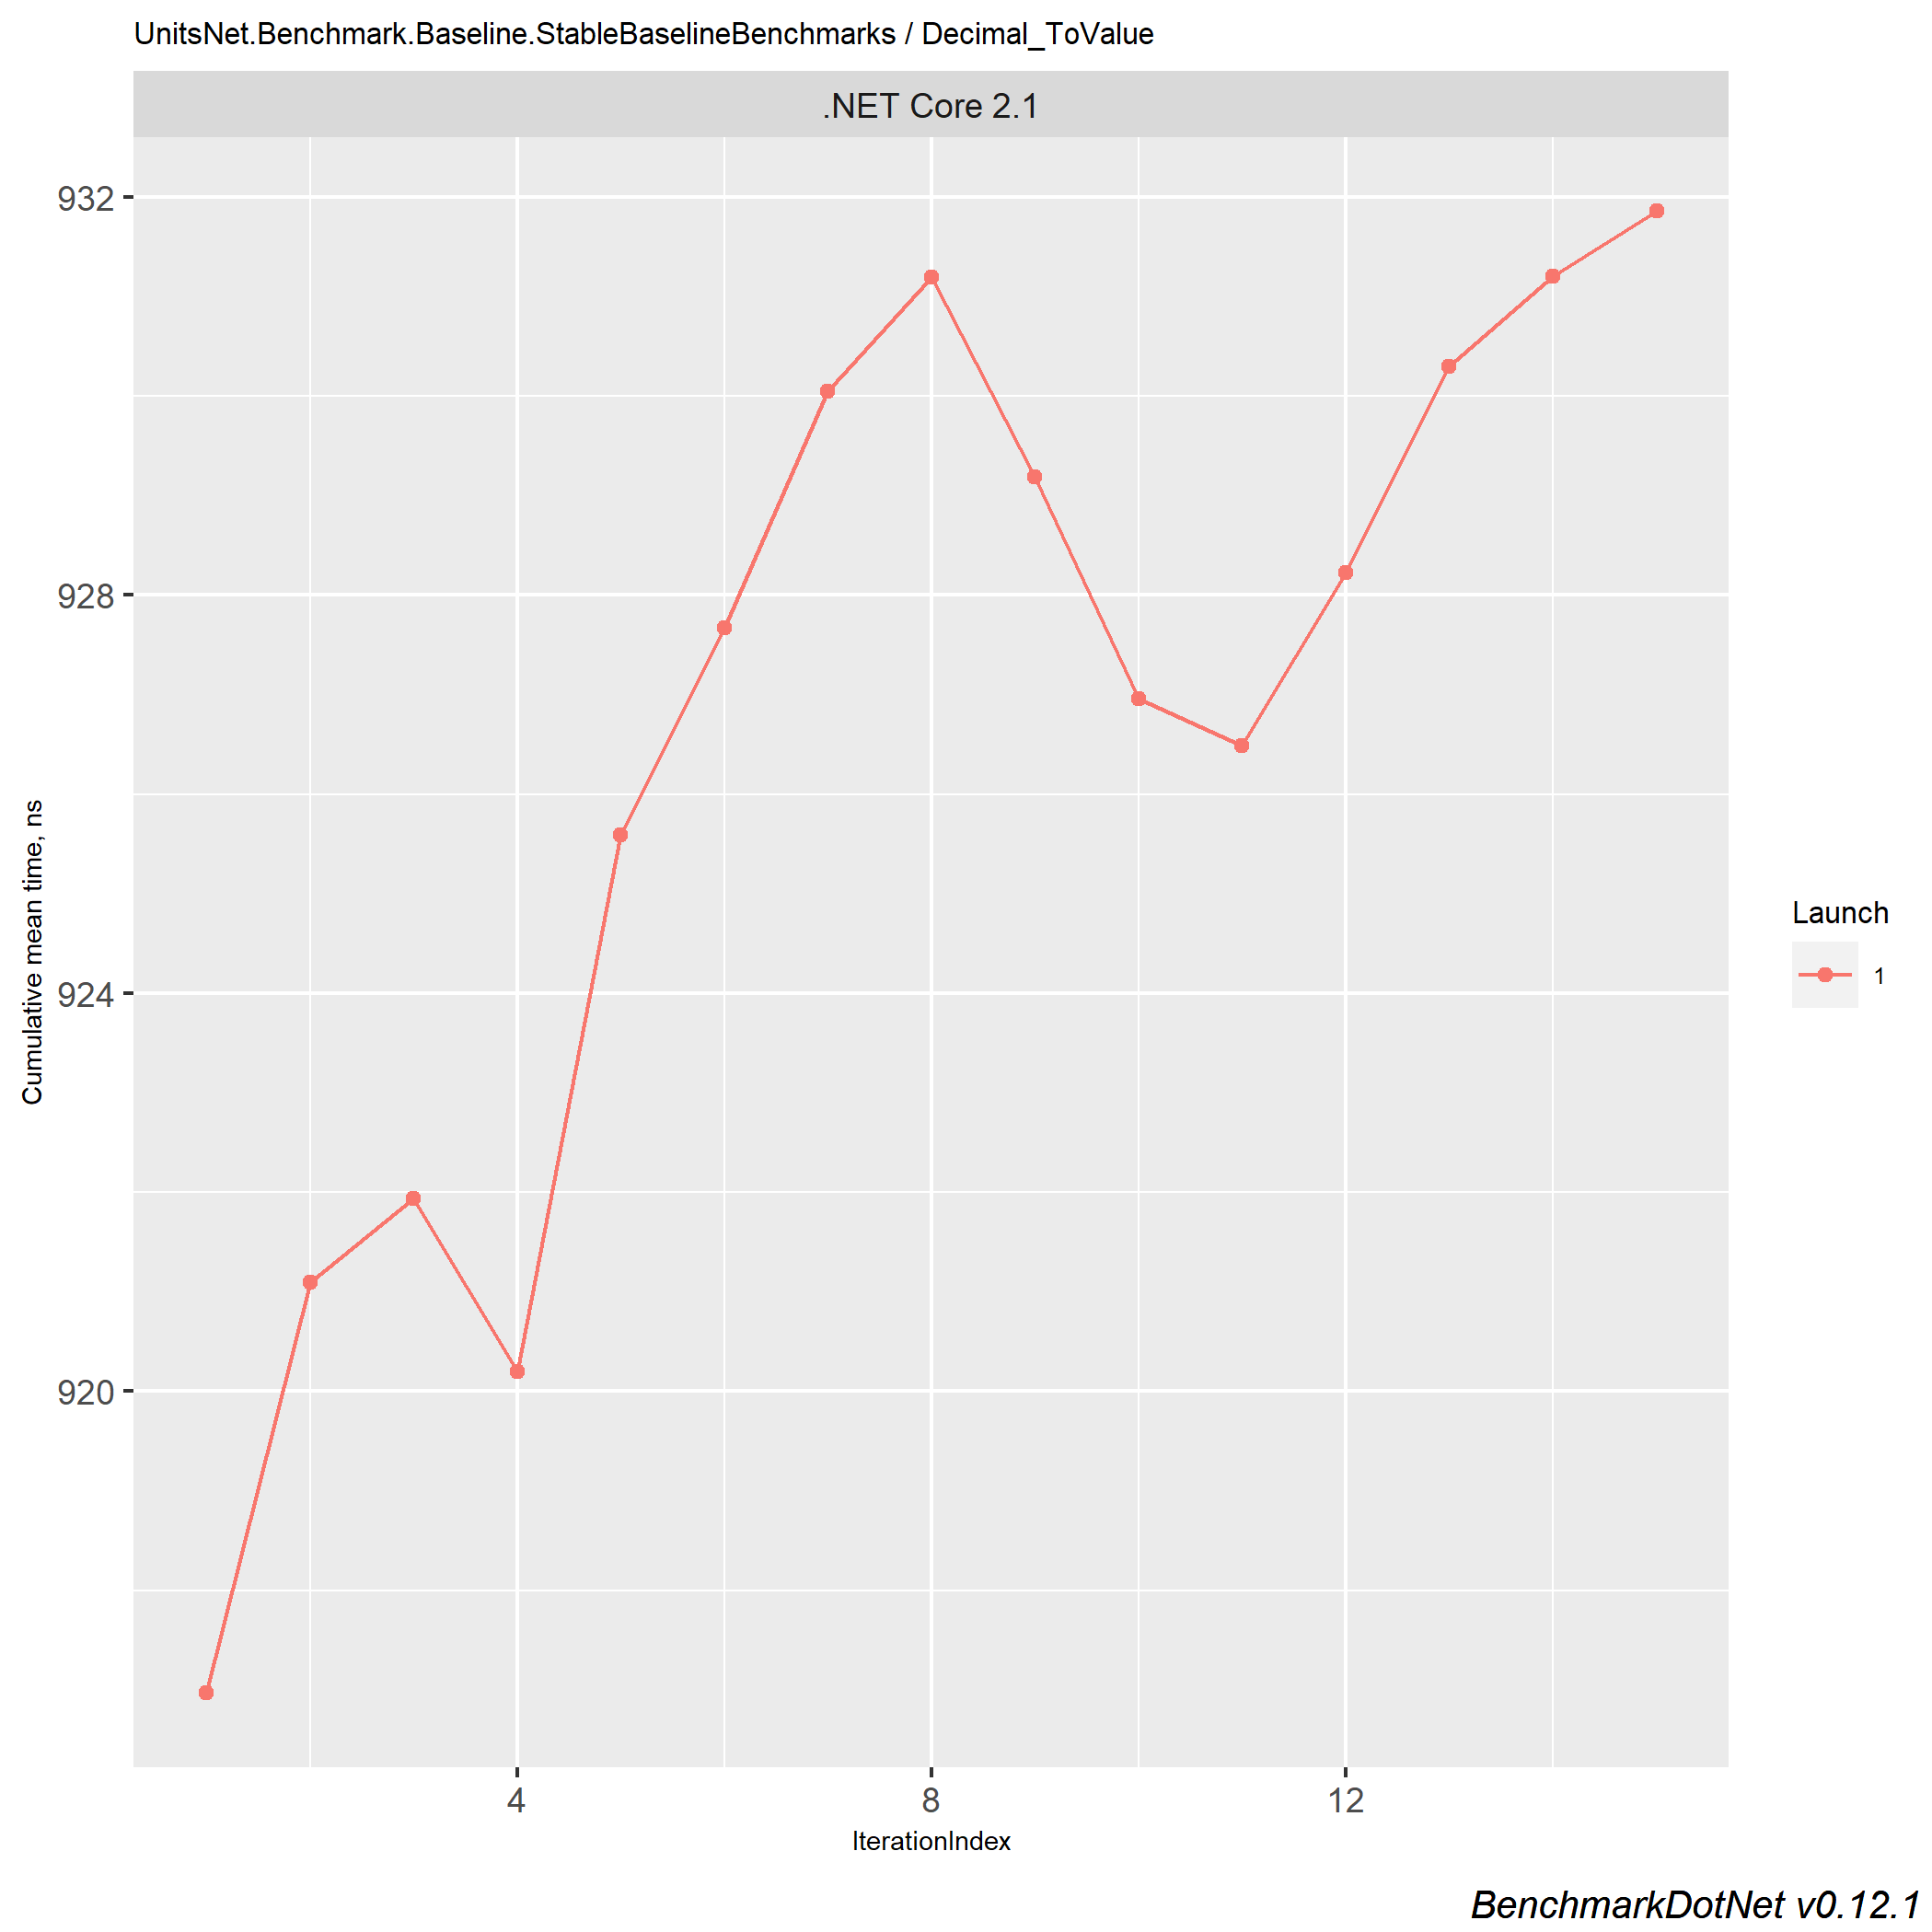 UnitsNet.Benchmark.Baseline.StableBaselineBenchmarks / Decimal_ToValue
.NET Core 2.1
932
928
924
920
Cumulative mean time, ns
4
8
12
IterationIndex
Launch
1
BenchmarkDotNet v0.12.1